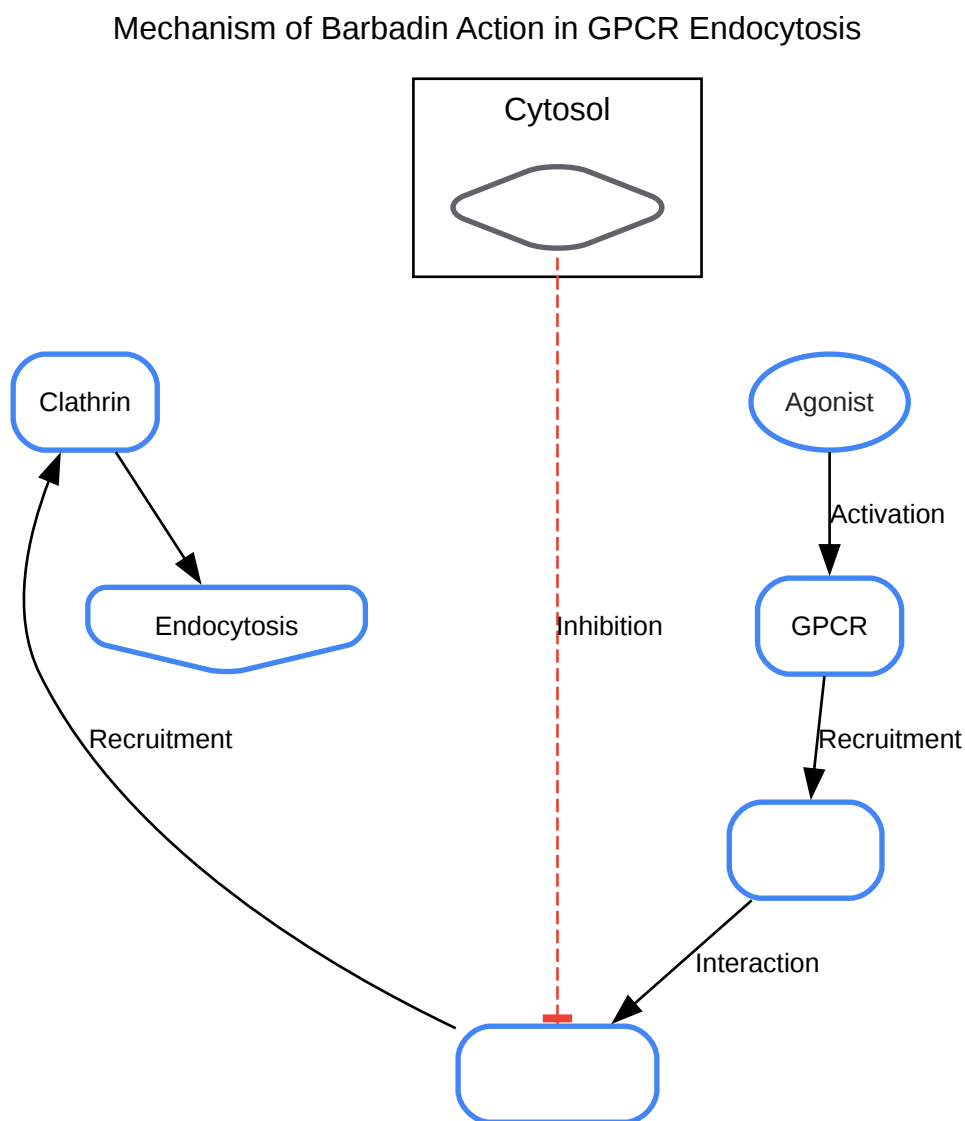 Mechanism of Barbadin Action in GPCR Endocytosis
Cytosol
Clathrin
Agonist
Activation
Endocytosis
Inhibition
GPCR
Recruitment
Recruitment
Interaction